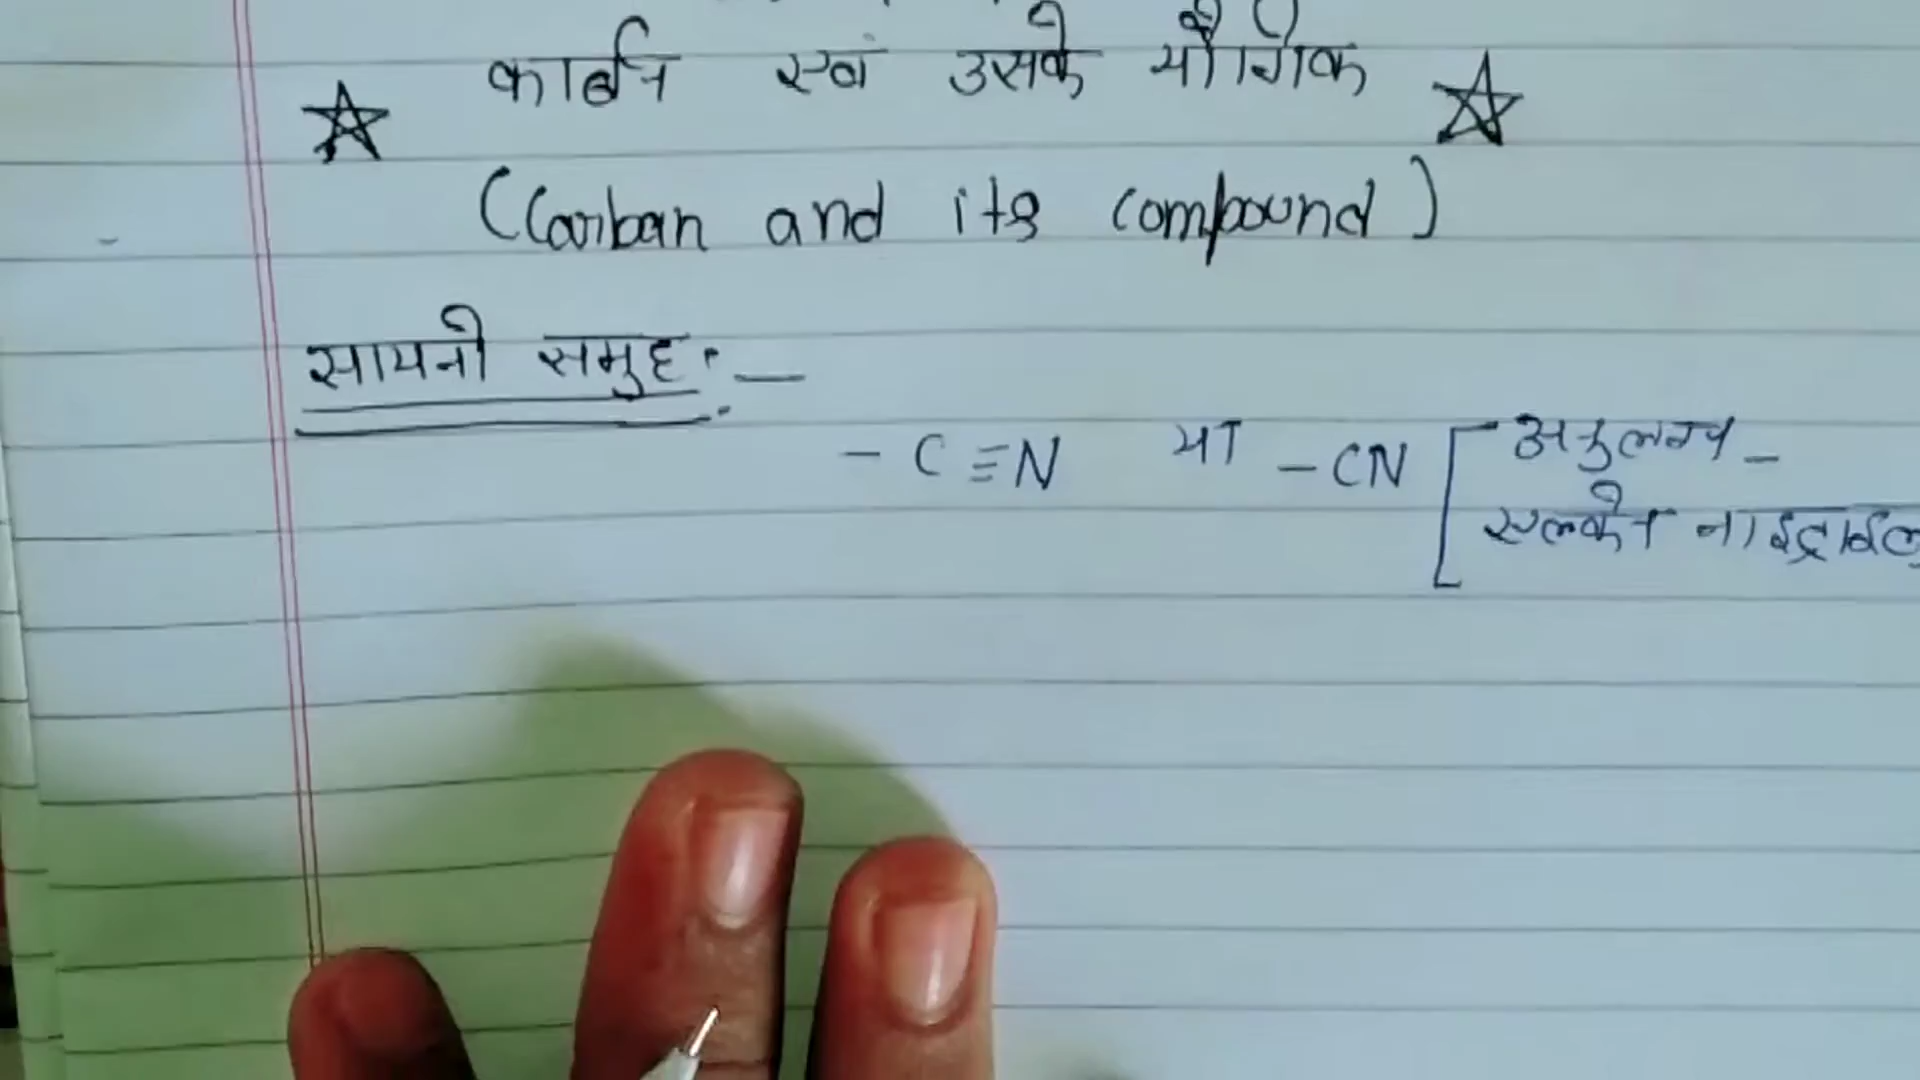 कार्बन एवं उसके यौगिक
(Carban and its compound)
सायनो समुह :-
- C ≡ N या - CN [ अनुलग्न -
एल्केन नाइट्राइल